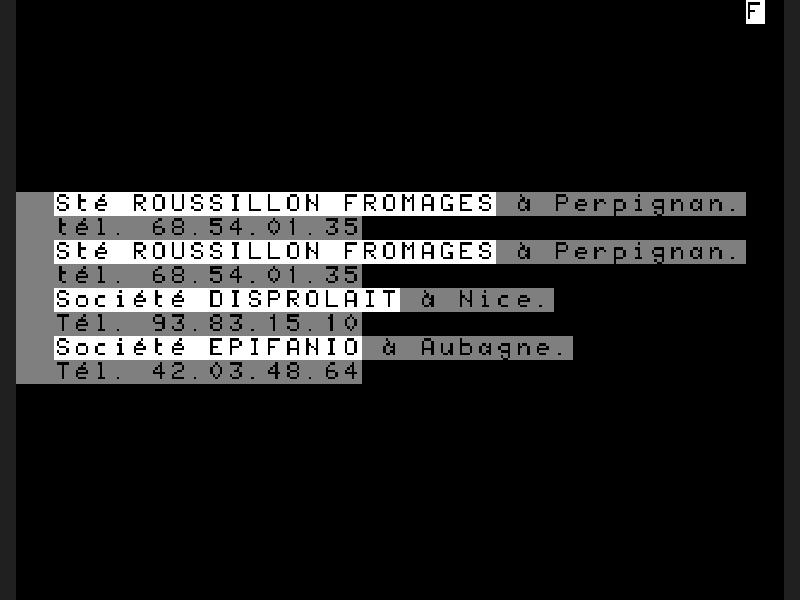 F
Sté ROUSSILLON FROMAGES à Perpignan.
tél. 68.54.01.35
Sté ROUSSILLON FROMAGES à Perpignan.
tél. 68.54.01.35
Société DISPROLAIT à Nice.
Tél. 93.83.15.10
Société EPIFANIO à Aubagne.
Tél. 42.03.48.64